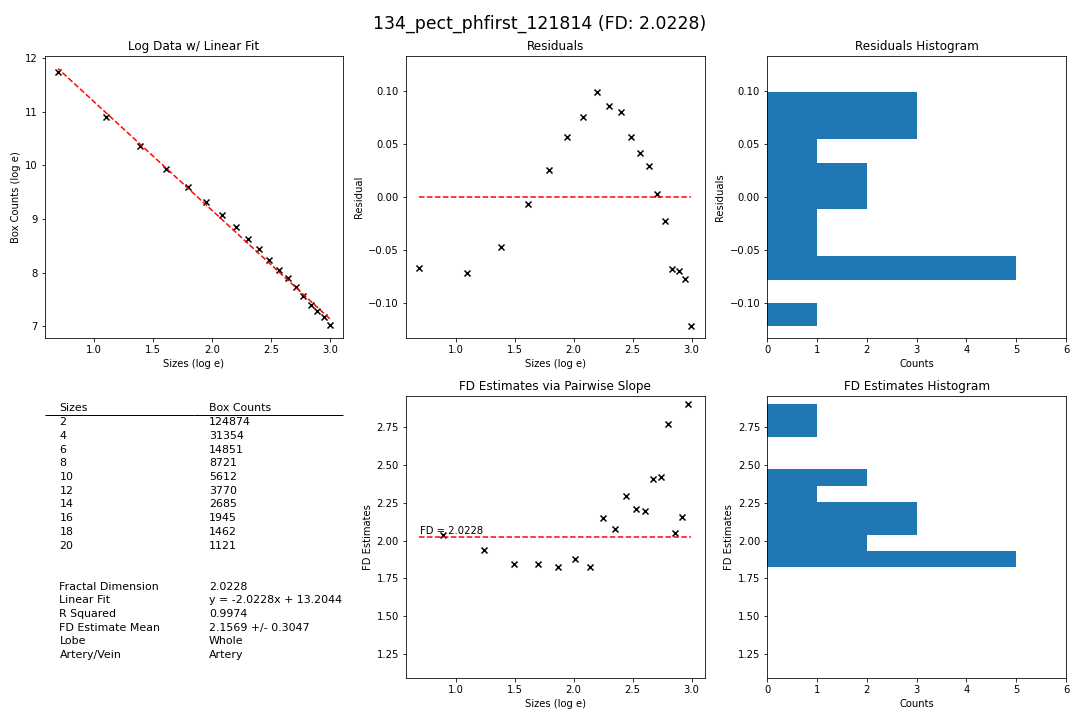 134_pect_phfirst_121814 (FD: 2.0228)
Log Data w/ Linear Fit
12
11
10
9
8
7
Box Counts (log e)
1.0 1.5 2.0 2.5 3.0
Sizes (log e)
Residuals
0.10
0.05
0.00
−0.05
−0.10
Residual
1.0 1.5 2.0 2.5 3.0
Sizes (log e)
Residuals Histogram
0.10
0.05
0.00
−0.05
−0.10
Residuals
0 1 2 3 4 5 6
Counts
Sizes Box Counts
2 124874
4 31354
6 14851
8 8721
10 5612
12 3770
14 2685
16 1945
18 1462
20 1121
Fractal Dimension 2.0228
Linear Fit y = -2.0228x + 13.2044
R Squared 0.9974
FD Estimate Mean 2.1569 +/- 0.3047
Lobe Whole
Artery/Vein Artery
FD Estimates via Pairwise Slope
2.75
2.50
2.25
2.00
1.75
1.50
1.25
FD Estimates
FD = 2.0228
1.0 1.5 2.0 2.5 3.0
Sizes (log e)
FD Estimates Histogram
2.75
2.50
2.25
2.00
1.75
1.50
1.25
FD Estimates
0 1 2 3 4 5 6
Counts